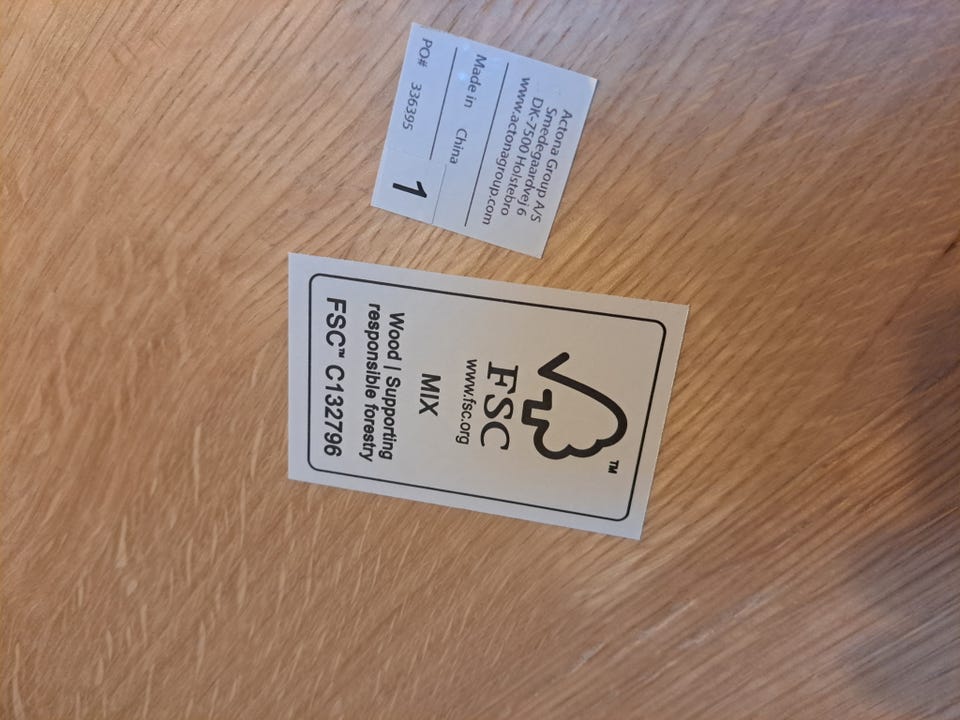 Actona Group A/S
Smedegaardvej 6
DK-7500 Holstebro
www.actonagroup.com
Made in China
PO# 336395 1
TM
FSC
www.fsc.org
MIX
Wood | Supporting
responsible forestry
FSC™ C132796